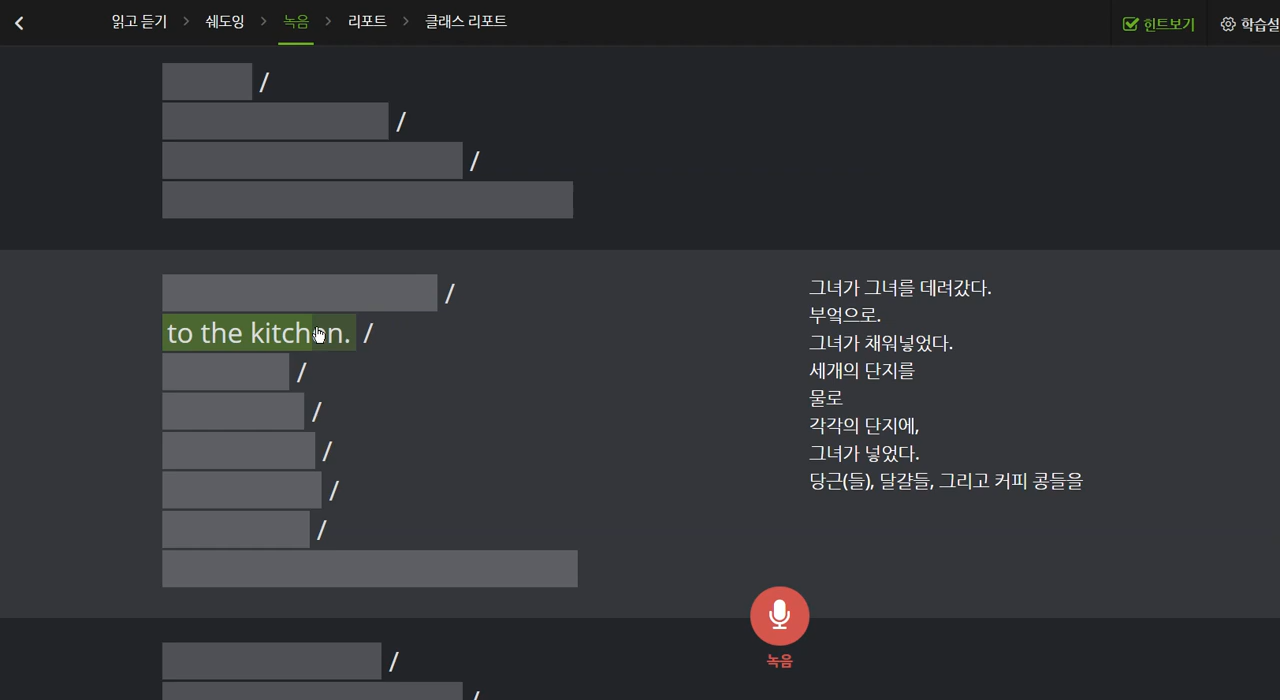 읽고 듣기 > 쉐도잉 > 녹음 > 리포트 > 클래스 리포트
힌트보기
학습설
/
/
/
/
to the kitchen. /
/
/
/
/
/
그녀가 그녀를 데려갔다.
부엌으로.
그녀가 채워넣었다.
세개의 단지를
물로
각각의 단지에,
그녀가 넣었다.
당근(들), 달걀들, 그리고 커피 콩들을
녹음
/
/